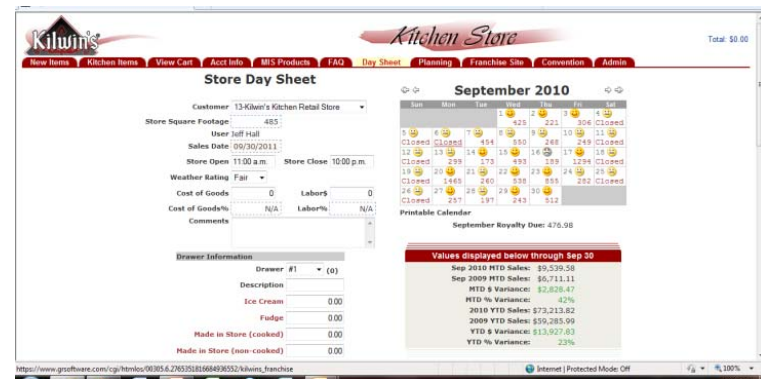 Kilwin's
Kitchen Store
Total: $0.00
New Items Kitchen Items View Cart Acct Info MIS Products FAQ Day Sheet Planning Franchise Site Convention Admin
Store Day Sheet
Customer 13-Kilwin's Kitchen Retail Store
Store Square Footage 485
User Jeff Hall
Sales Date 09/30/2011
Store Open 11:00 a.m. Store Close 10:00 p.m.
Weather Rating Fair
Cost of Goods 0 Labor$ 0
Cost of Goods% N/A Labor% N/A
Comments
Drawer Information
Drawer #1 (0)
Description
Ice Cream 0.00
Fudge 0.00
Made in Store (cooked) 0.00
Made in Store (non-cooked) 0.00
September 2010
Sun Mon Tue Wed Thu Fri Sat
1 2 3 4
425 221 306 Closed
5 6 7 8 9 10 11
Closed Closed 454 550 268 249 Closed
12 13 14 15 16 17 18
Closed 299 173 493 189 1294 Closed
19 20 21 22 23 24 25
Closed 1465 260 538 855 282 Closed
26 27 28 29 30
Closed 257 197 243 512
Printable Calendar
September Royalty Due: 476.98
Values displayed below through Sep 30
Sep 2010 MTD Sales: $9,539.58
Sep 2009 MTD Sales: $6,711.11
MTD $ Variance: $2,828.47
MTD % Variance: 42%
2010 YTD Sales: $73,213.82
2009 YTD Sales: $59,285.99
YTD $ Variance: $13,927.83
YTD % Variance: 23%
https://www.grsoftware.com/cgi/htmlos/00305.6.2765351816684936552/kilwins_franchise
Internet | Protected Mode: Off
100%